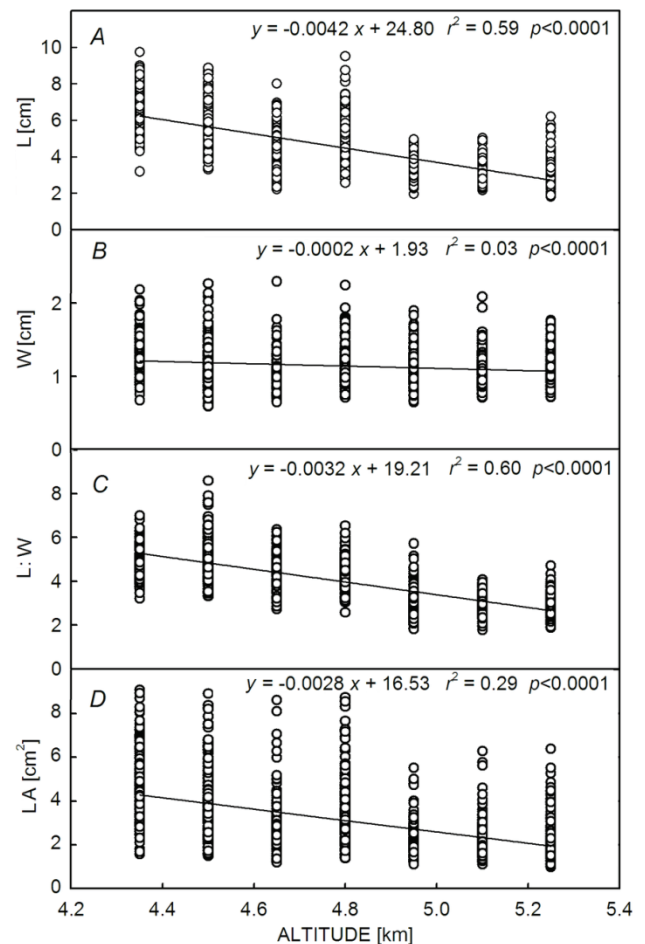 A y = -0.0042 x + 24.80 r² = 0.59 p<0.0001
10
8
6
4
2
0
L [cm]
B y = -0.0002 x + 1.93 r² = 0.03 p<0.0001
2
1
0
W [cm]
C y = -0.0032 x + 19.21 r² = 0.60 p<0.0001
8
6
4
2
0
L: W
D y = -0.0028 x + 16.53 r² = 0.29 p<0.0001
8
6
4
2
0
LA [cm²]
4.2 4.4 4.6 4.8 5.0 5.2 5.4
ALTITUDE [km]